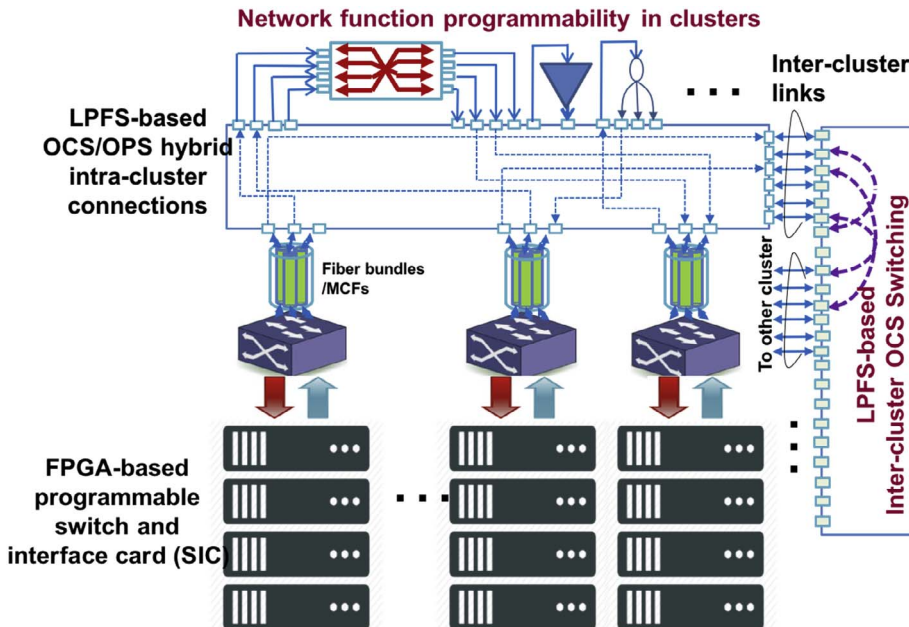 Network function programmability in clusters
LPFS-based
OCS/OPS hybrid
intra-cluster
connections
Inter-cluster
links
Fiber bundles
/MCFs
To other cluster
LPFS-based
Inter-cluster OCS Switching
FPGA-based
programmable
switch and
interface card (SIC)